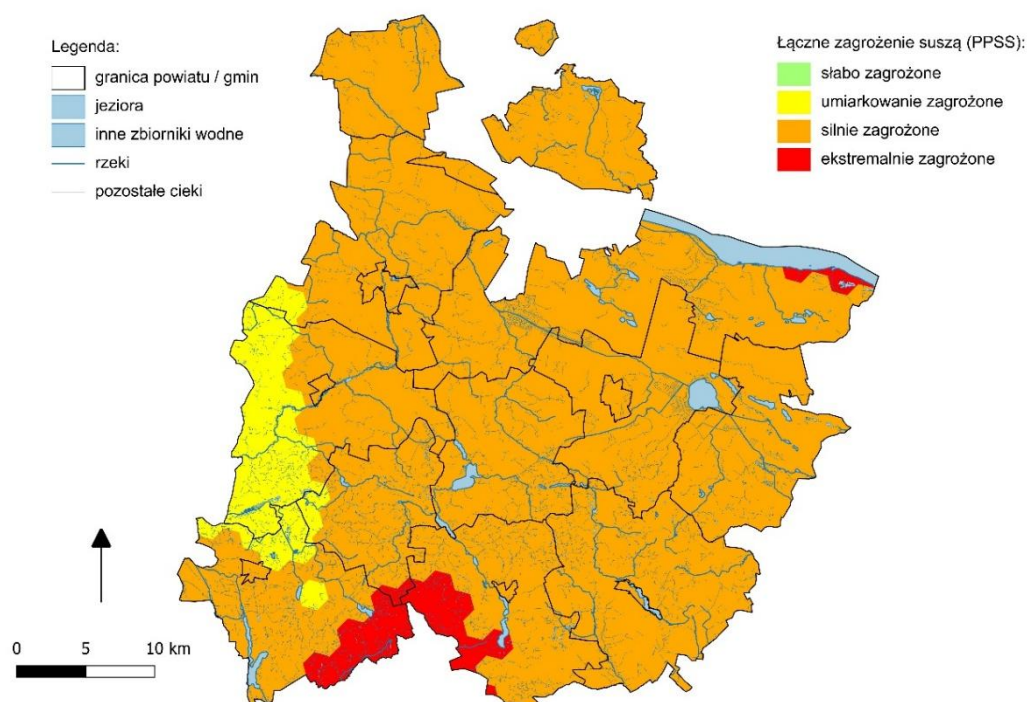 Legenda:
granica powiatu / gmin
jeziora
inne zbiorniki wodne
rzeki
pozostałe cieki
Łączne zagrożenie suszą (PPSS):
słabo zagrożone
umiarkowanie zagrożone
silnie zagrożone
ekstremalnie zagrożone
0 5 10 km